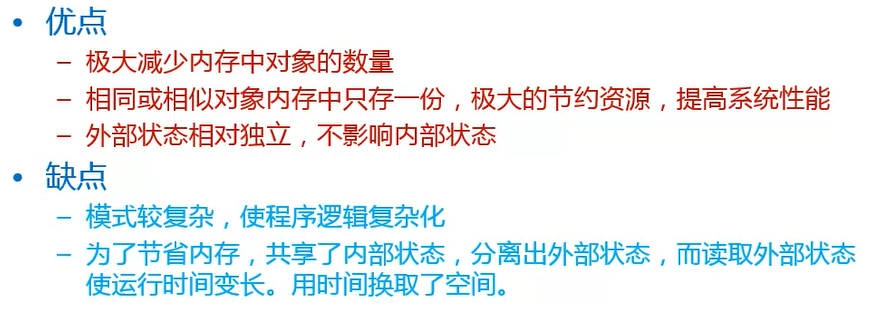 • 优点
– 极大减少内存中对象的数量
– 相同或相似对象内存中只存一份，极大的节约资源，提高系统性能
– 外部状态相对独立，不影响内部状态
• 缺点
– 模式较复杂，使程序逻辑复杂化
– 为了节省内存，共享了内部状态，分离出外部状态，而读取外部状态
使运行时间变长。用时间换取了空间。